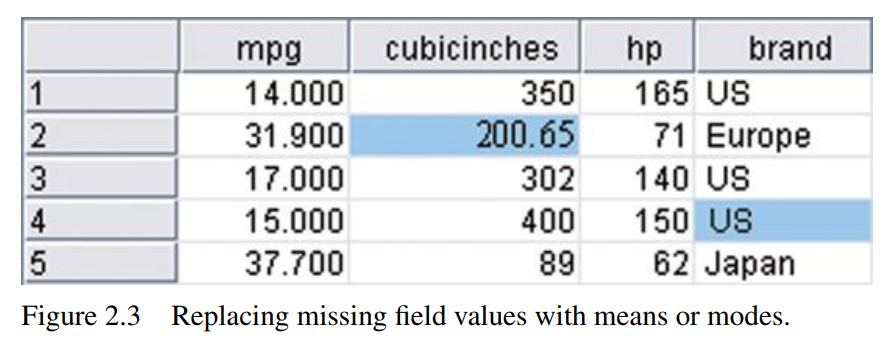 mpg cubicinches hp brand
1 14.000 350 165 US
2 31.900 200.65 71 Europe
3 17.000 302 140 US
4 15.000 400 150 US
5 37.700 89 62 Japan
Figure 2.3 Replacing missing field values with means or modes.